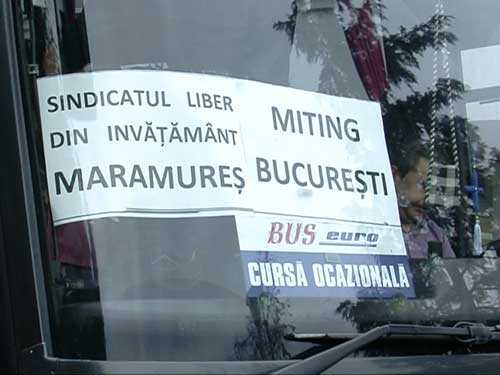 SINDICATUL LIBER
DIN INVĂȚĂMÂNT
MARAMUREȘ
MITING
BUCUREȘTI
BUS euro
CURSĂ OCAZIONALĂ